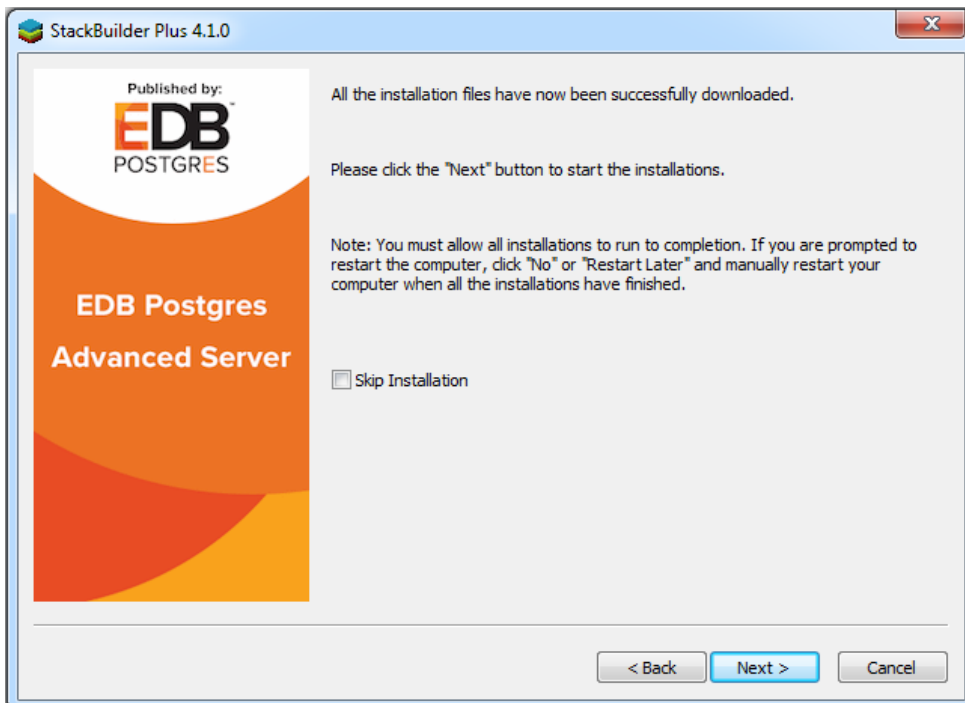 StackBuilder Plus 4.1.0
Published by:
EDB™
POSTGRES
EDB Postgres
Advanced Server
All the installation files have now been successfully downloaded.
Please click the "Next" button to start the installations.
Note: You must allow all installations to run to completion. If you are prompted to
restart the computer, click "No" or "Restart Later" and manually restart your
computer when all the installations have finished.
Skip Installation
< Back Next > Cancel